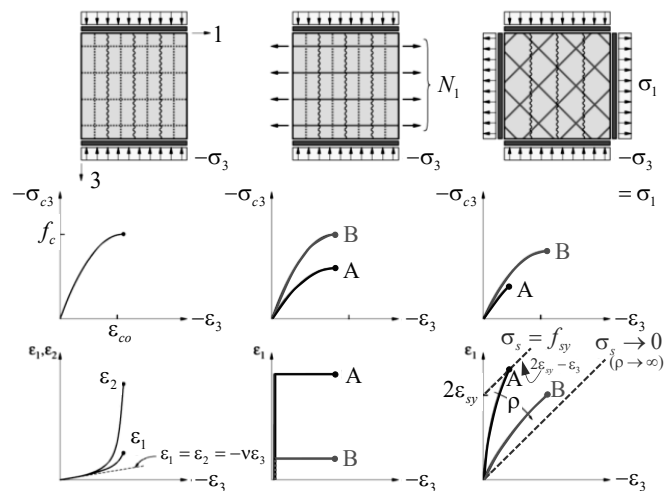 1
−σ3
3
N1
−σ3
σ1
−σ3
= σ1
−σc3
fc
εco
−ε3
−σc3
B
A
−ε3
−σc3
B
A
−ε3
ε1,ε2
ε2
ε1
ε1 = ε2 = −νε3
−ε3
ε1
A
B
−ε3
ε1
σs = fsy
σs → 0
(ρ → ∞)
2εsy − ε3
2εsy
A
ρ
B
−ε3